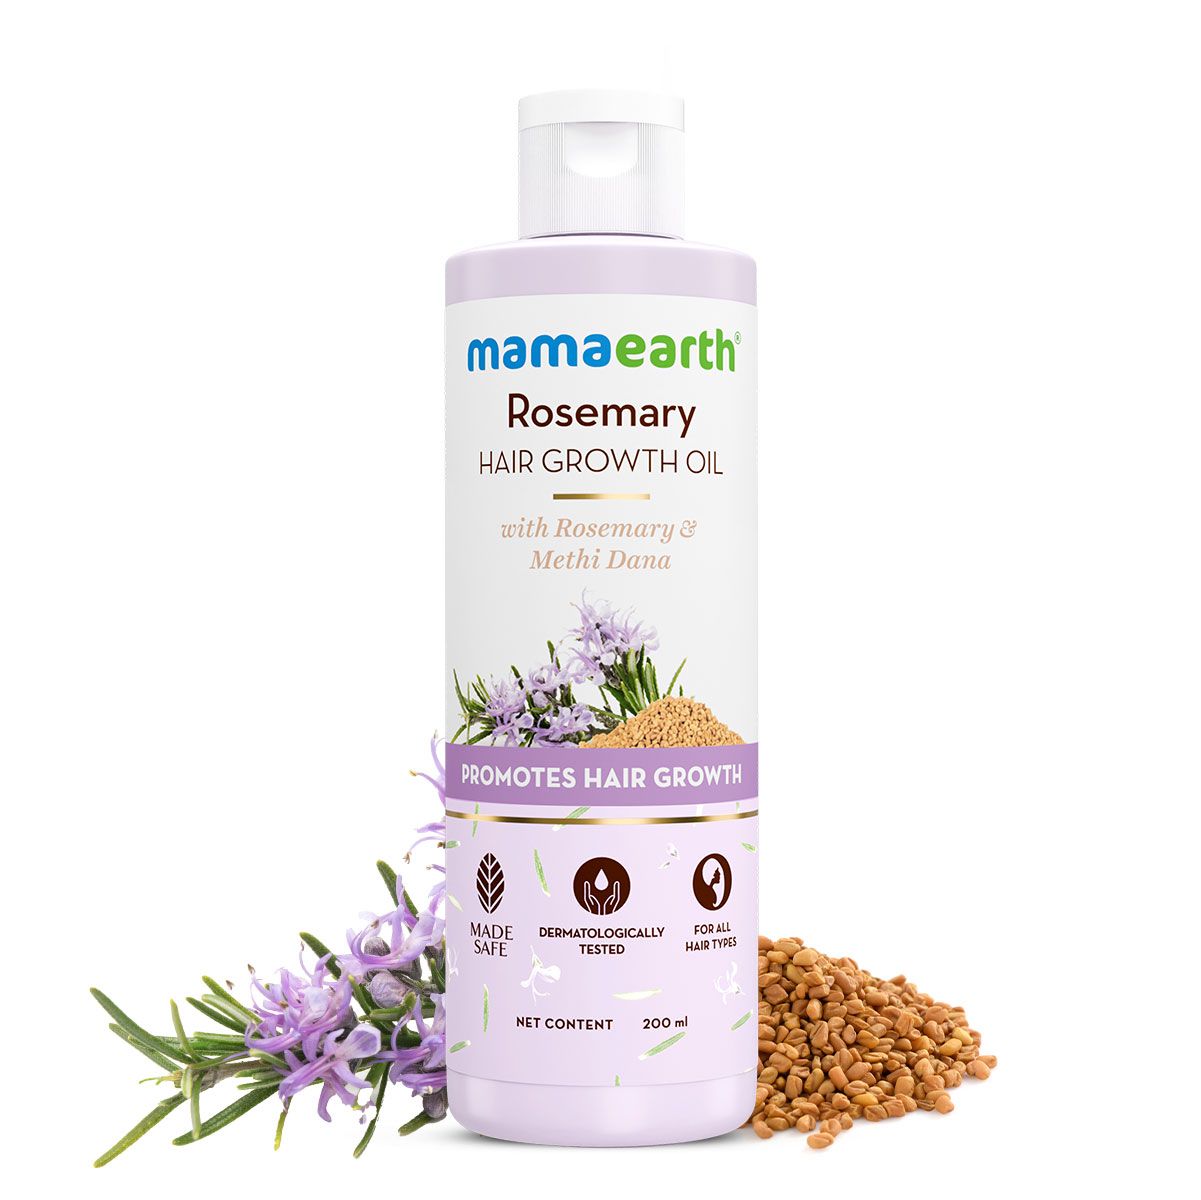 mamaearth®
Rosemary
HAIR GROWTH OIL
with Rosemary &
Methi Dana
PROMOTES HAIR GROWTH
MADE
SAFE
DERMATOLOGICALLY
TESTED
FOR ALL
HAIR TYPES
NET CONTENT 200 ml